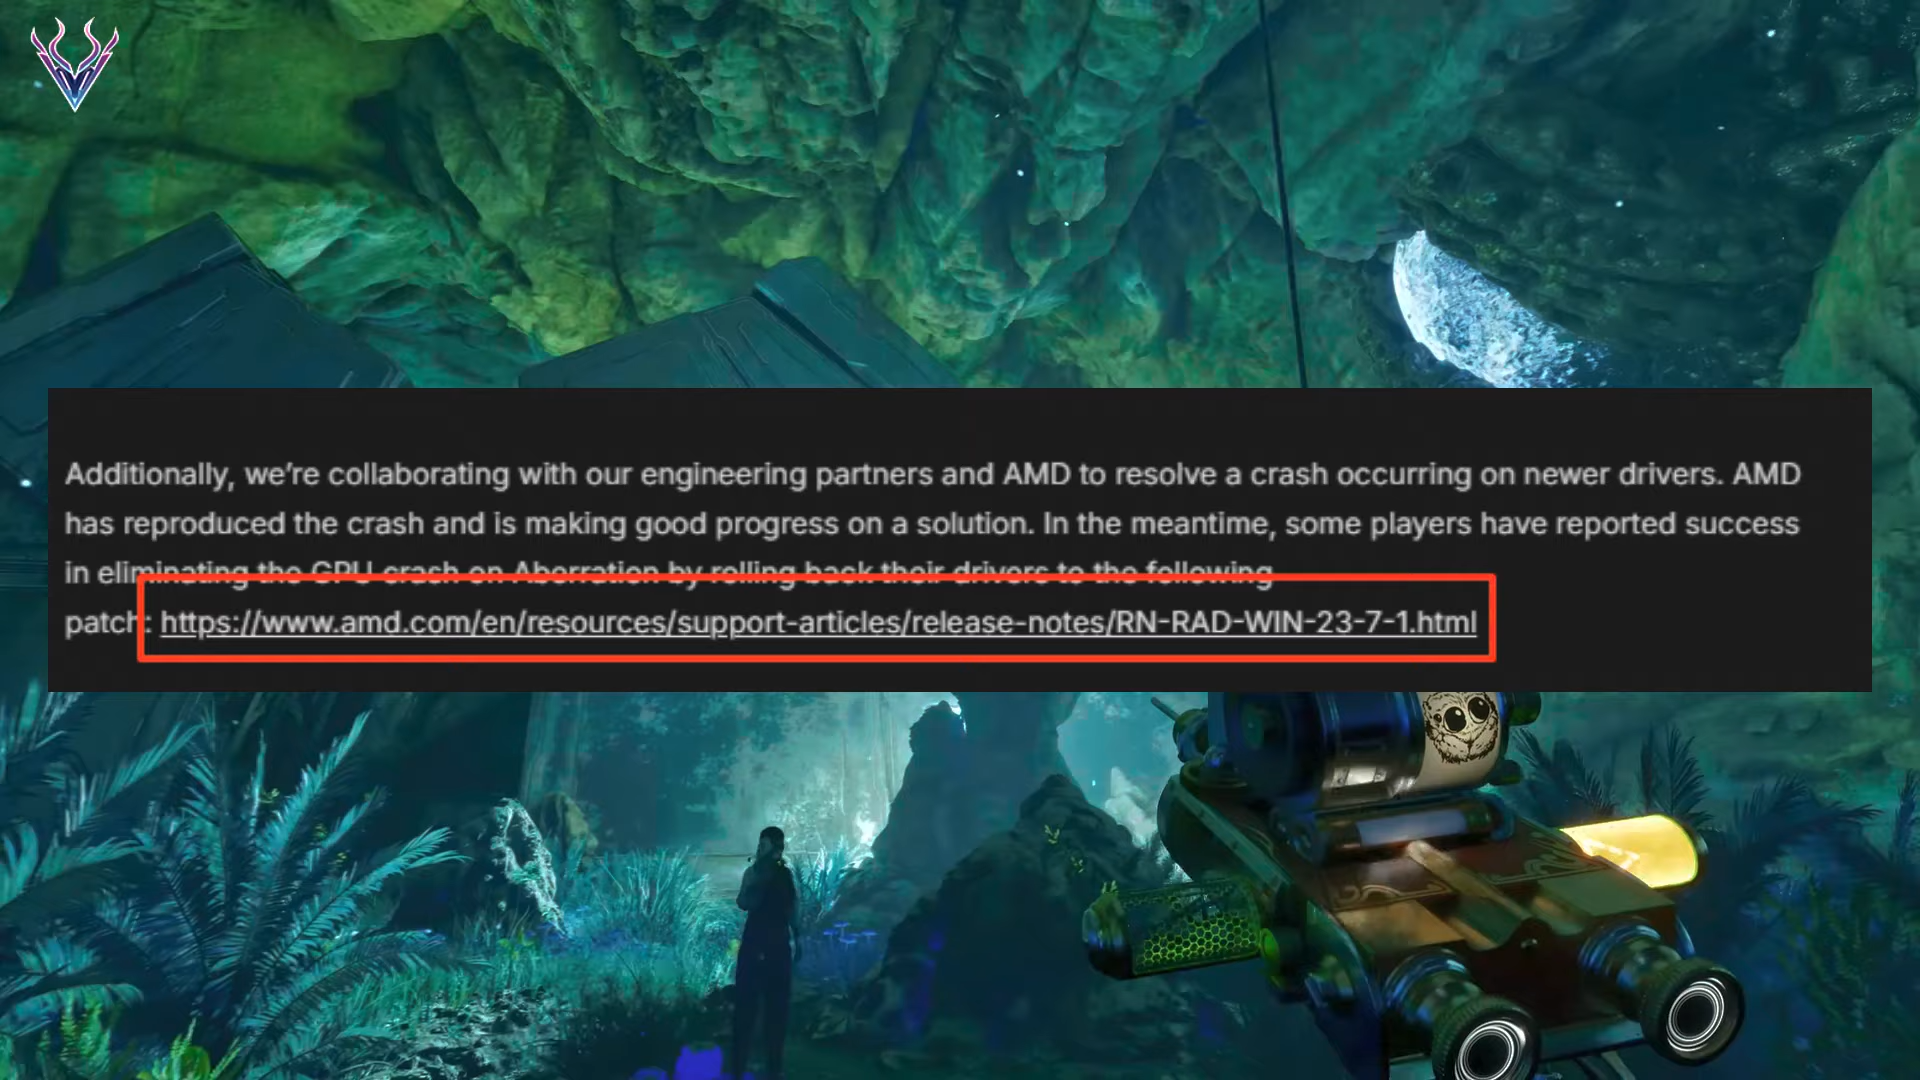 Additionally, we’re collaborating with our engineering partners and AMD to resolve a crash occurring on newer drivers. AMD
has reproduced the crash and is making good progress on a solution. In the meantime, some players have reported success
in eliminating the GPU crash on Aberration by rolling back their drivers to the following
patch: https://www.amd.com/en/resources/support-articles/release-notes/RN-RAD-WIN-23-7-1.html